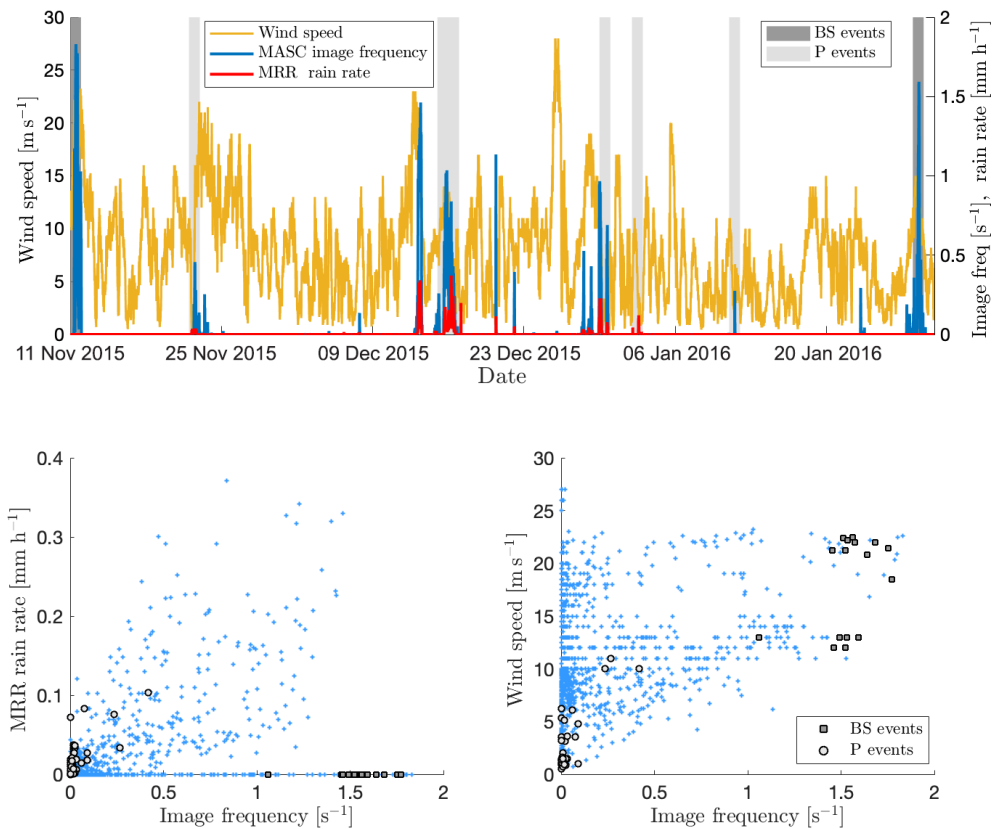 Wind speed
MASC image frequency
MRR rain rate
BS events
P events
30
25
20
15
10
5
0
Wind speed [m s⁻¹]
2
1.5
1
0.5
0
Image freq [s⁻¹], rain rate [mm h⁻¹]
11 Nov 2015
25 Nov 2015
09 Dec 2015
23 Dec 2015
06 Jan 2016
20 Jan 2016
Date
0.4
0.3
0.2
0.1
0
MRR rain rate [mm h⁻¹]
0
0.5
1
1.5
2
Image frequency [s⁻¹]
30
25
20
15
10
5
0
Wind speed [m s⁻¹]
BS events
P events
0
0.5
1
1.5
2
Image frequency [s⁻¹]